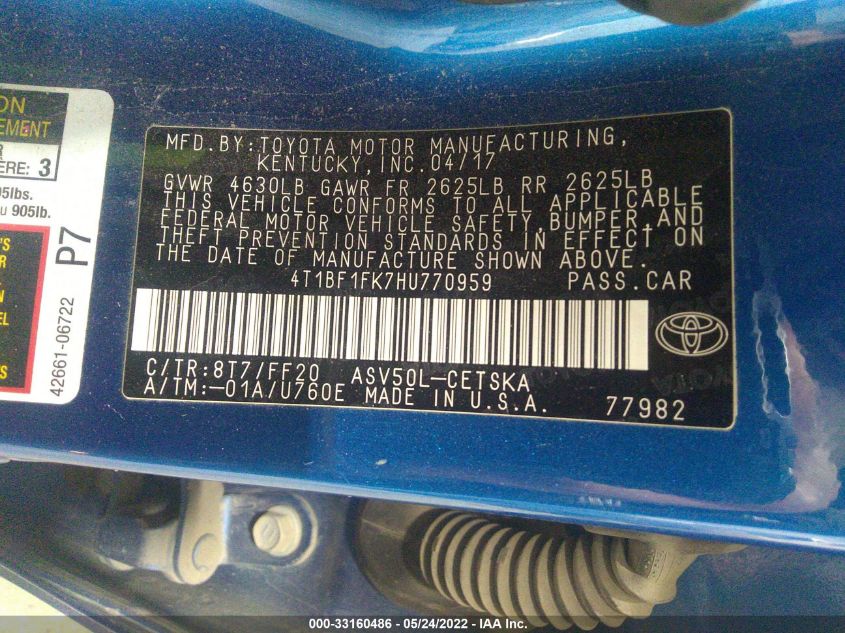 ON
EMENT
R
ERE: 3
95lbs.
u 905lb.
'S
R
EL
S
P7
42661-06722
MFD. BY: TOYOTA MOTOR MANUFACTURING,
KENTUCKY, INC. 04/17
GVWR 4630LB GAWR FR 2625LB RR 2625LB
THIS VEHICLE CONFORMS TO ALL APPLICABLE
FEDERAL MOTOR VEHICLE SAFETY, BUMPER, AND
THEFT PREVENTION STANDARDS IN EFFECT ON
THE DATE OF MANUFACTURE SHOWN ABOVE.
4T1BF1FK7HU770959 PASS. CAR
C/TR: 8T7/FF20 ASV50L-CETSKA
A/TM: -01A/U760E MADE IN U.S.A. 77982
000-33160486 - 05/24/2022 - IAA Inc.